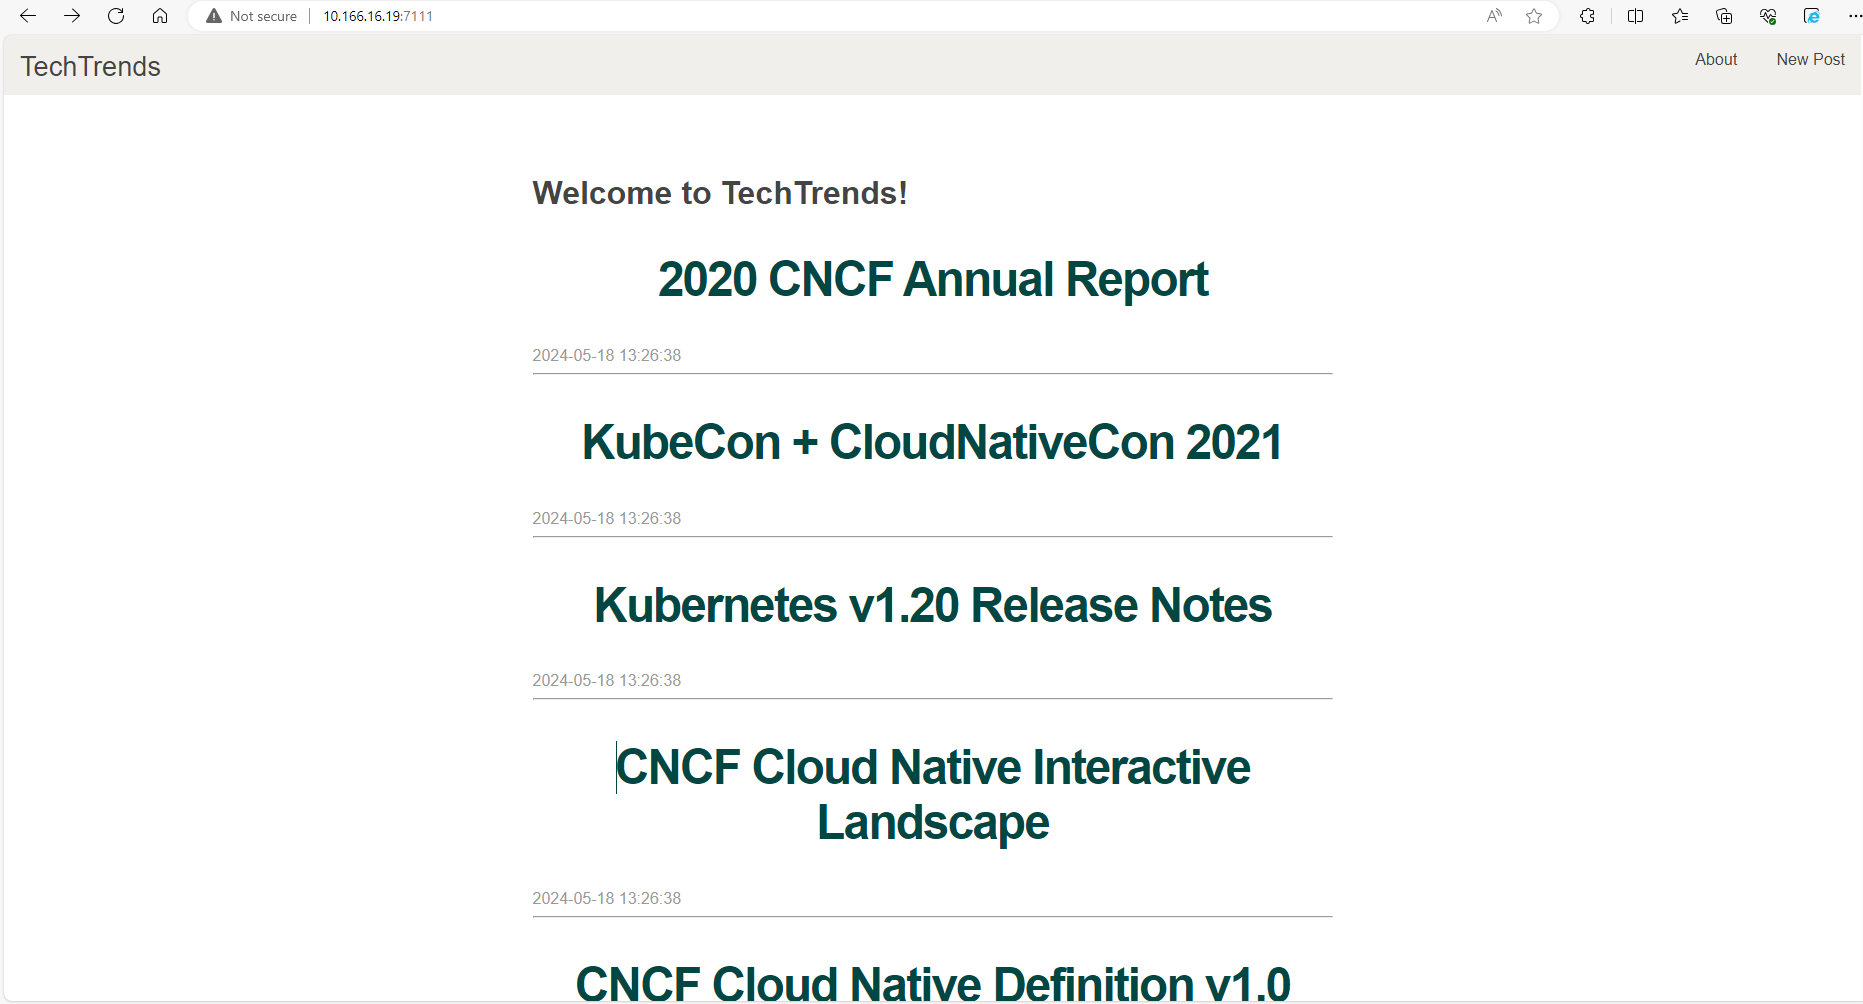 Not secure 10.166.16.19:7111
TechTrends
About New Post
Welcome to TechTrends!
2020 CNCF Annual Report
2024-05-18 13:26:38
KubeCon + CloudNativeCon 2021
2024-05-18 13:26:38
Kubernetes v1.20 Release Notes
2024-05-18 13:26:38
CNCF Cloud Native Interactive
Landscape
2024-05-18 13:26:38
CNCF Cloud Native Definition v1.0